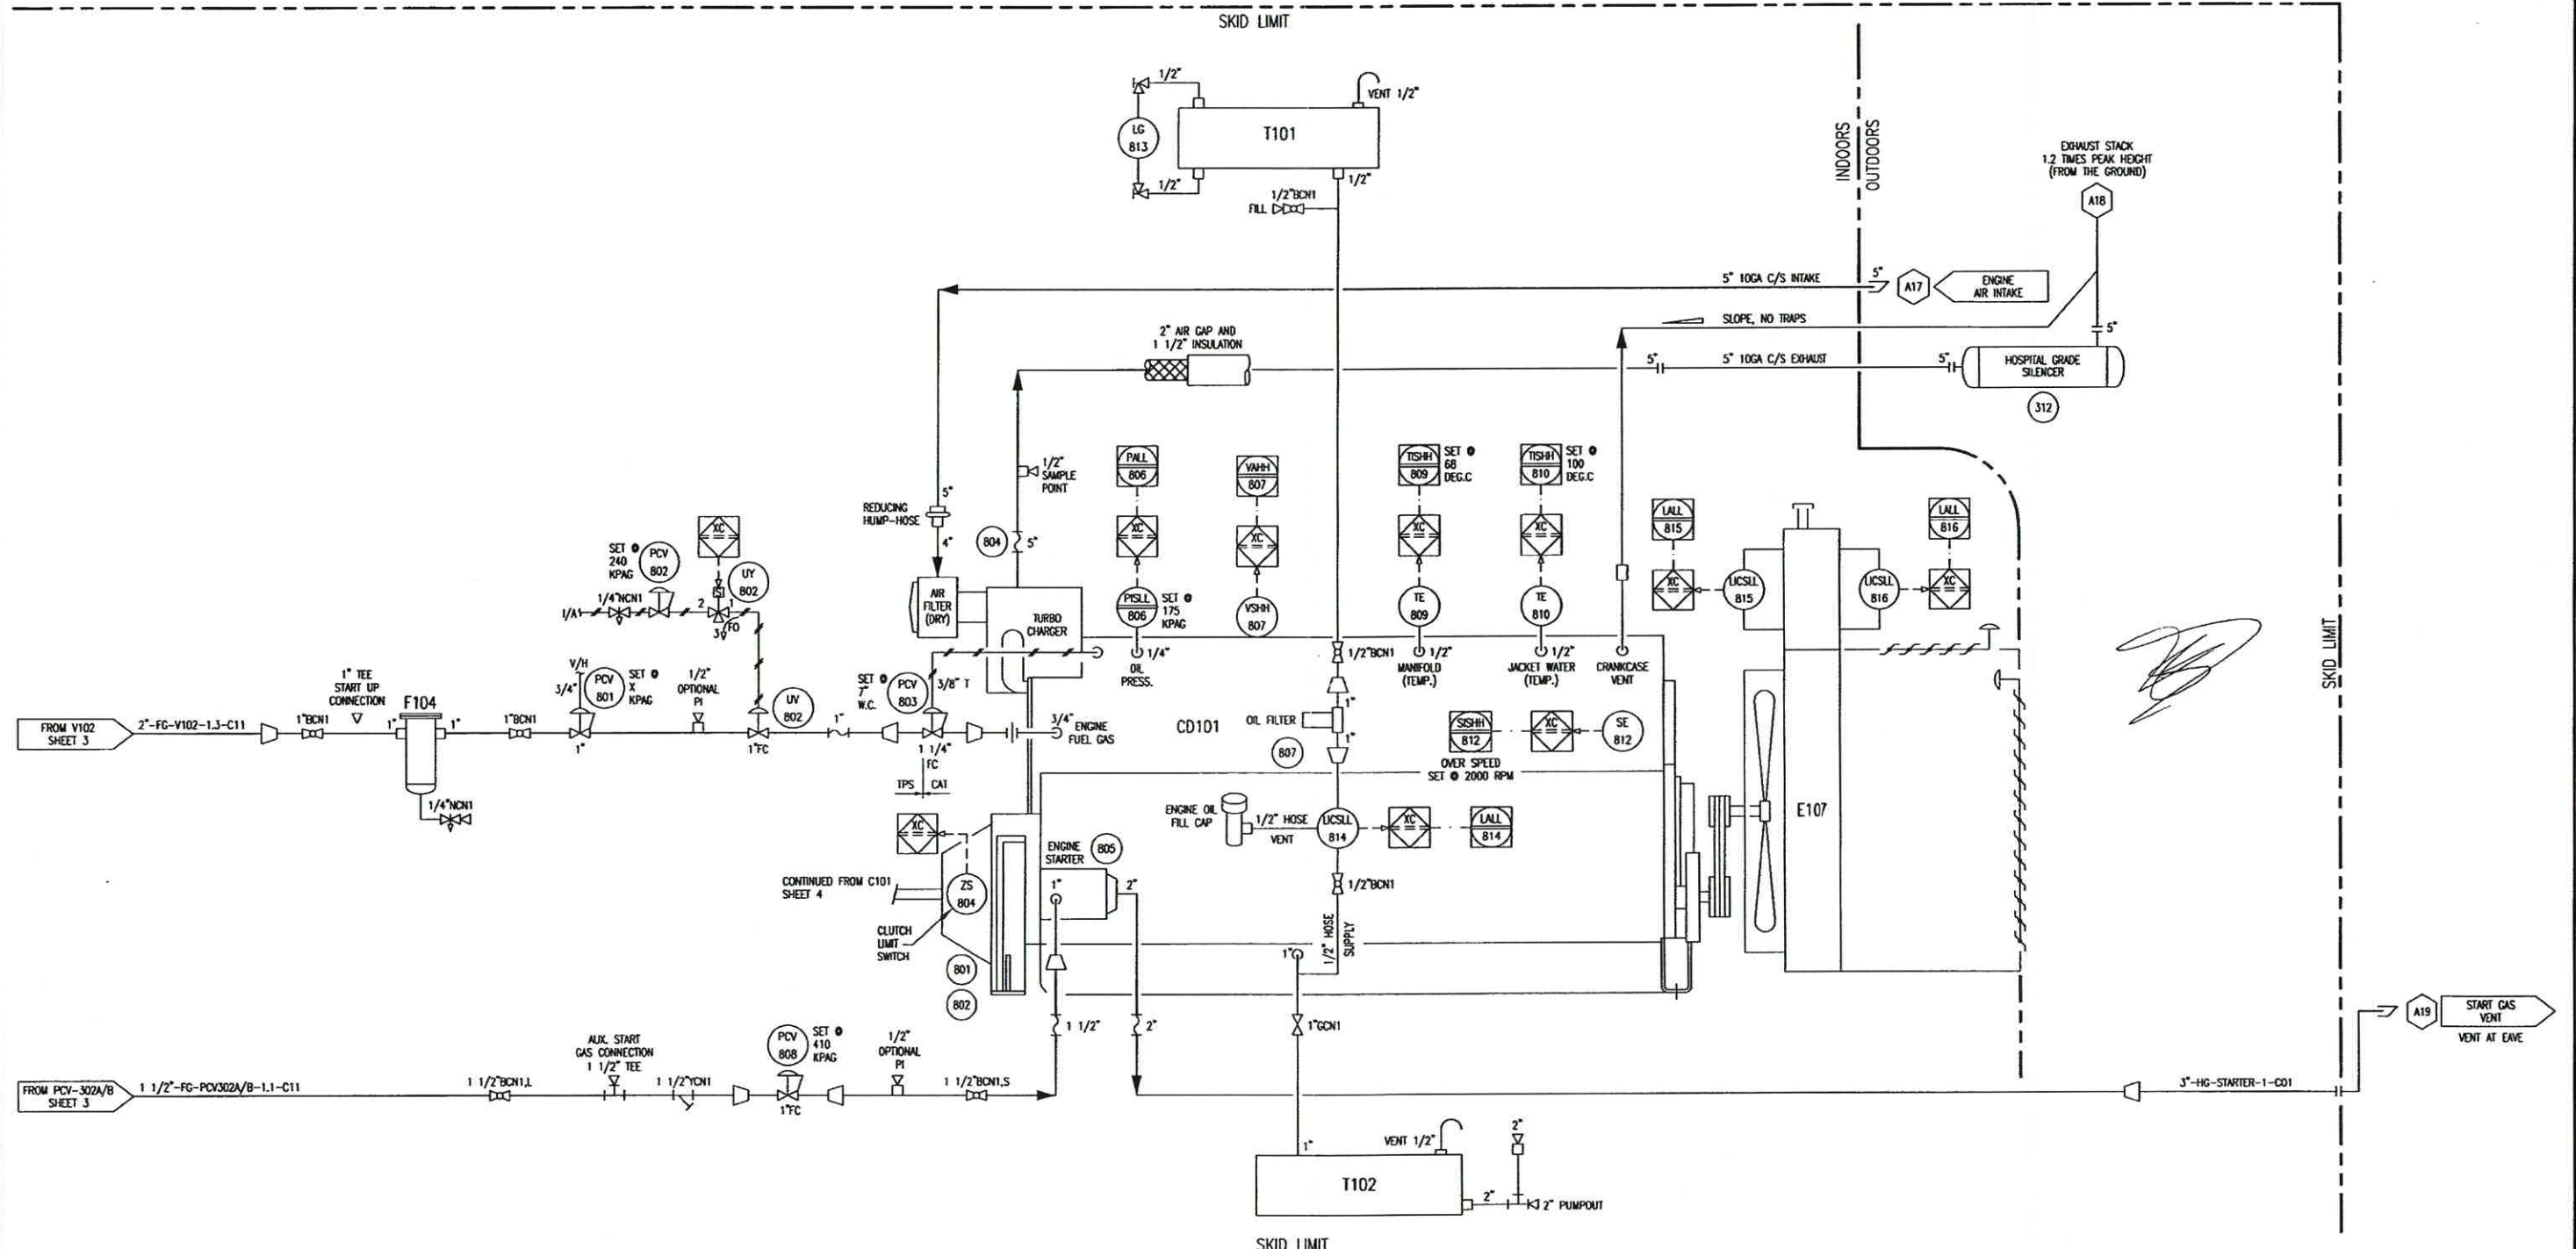 SKID LIMIT
1/2"
VENT 1/2"
LG
813
T101
1/2"
1/2"
1/2"BCN1
FILL
INDOORS
OUTDOORS
EXHAUST STACK
1.2 TIMES PEAK HEIGHT
(FROM THE GROUND)
A18
5" 10GA C/S INTAKE
5"
A17
ENGINE
AIR INTAKE
SLOPE, NO TRAPS
5"
2" AIR GAP AND
1 1/2" INSULATION
5"
5" 10GA C/S EXHAUST
5"
HOSPITAL GRADE
SILENCER
312
1/2"
SAMPLE
POINT
PALL
806
XC
PISLL
806
SET @
175
KPAG
1/4"
OIL
PRESS.
VAHH
807
XC
VSHH
807
TISHH
809
SET @
68
DEG.C
XC
TE
809
1/2"
MANIFOLD
(TEMP.)
TISHH
810
SET @
100
DEG.C
XC
TE
810
1/2"
JACKET WATER
(TEMP.)
CRANKCASE
VENT
LALL
815
XC
LICSLL
815
LICSLL
816
XC
LALL
816
REDUCING
HUMP-HOSE
5"
4"
804
5"
AIR
FILTER
(DRY)
TURBO
CHARGER
XC
SET @
240
KPAG
PCV
802
UY
802
I/A
1/4"NCN1
2
1
3
FO
V/H
3/4"
PCV
801
SET @
X
KPAG
1"
1/2"
OPTIONAL
PI
UV
802
1"FC
1"
SET @
7"
W.C.
PCV
803
3/8" T
1 1/4"
FC
TPS
CAT
3/4"
ENGINE
FUEL GAS
1" TEE
START UP
CONNECTION
F104
FROM V102
SHEET 3
2"-FG-V102-1.3-C11
1"BCN1
1"
1"
1"BCN1
1/4"NCN1
CD101
1/2"BCN1
1"
OIL FILTER
1"
807
SISHH
812
XC
SE
812
OVER SPEED
SET @ 2000 RPM
ENGINE OIL
FILL CAP
1/2" HOSE
VENT
LICSLL
814
XC
LALL
814
1/2"BCN1
1/2" HOSE
SUPPLY
1"
1"GCN1
E107
SKID LIMIT
XC
CONTINUED FROM C101
SHEET 4
ZS
804
CLUTCH
LIMIT
SWITCH
801
802
ENGINE
STARTER
805
1"
2"
1 1/2"
2"
FROM PCV-302A/B
SHEET 3
1 1/2"-FG-PCV302A/B-1.1-C11
1 1/2"BCN1,L
AUX. START
GAS CONNECTION
1 1/2" TEE
1 1/2"YCN1
PCV
808
SET @
410
KPAG
1"FC
1/2"
OPTIONAL
PI
1 1/2"BCN1,S
3"-HG-STARTER-1-C01
A19
START GAS
VENT
VENT AT EAVE
1"
VENT 1/2"
2"
T102
2"
2" PUMPOUT
SKID LIMIT